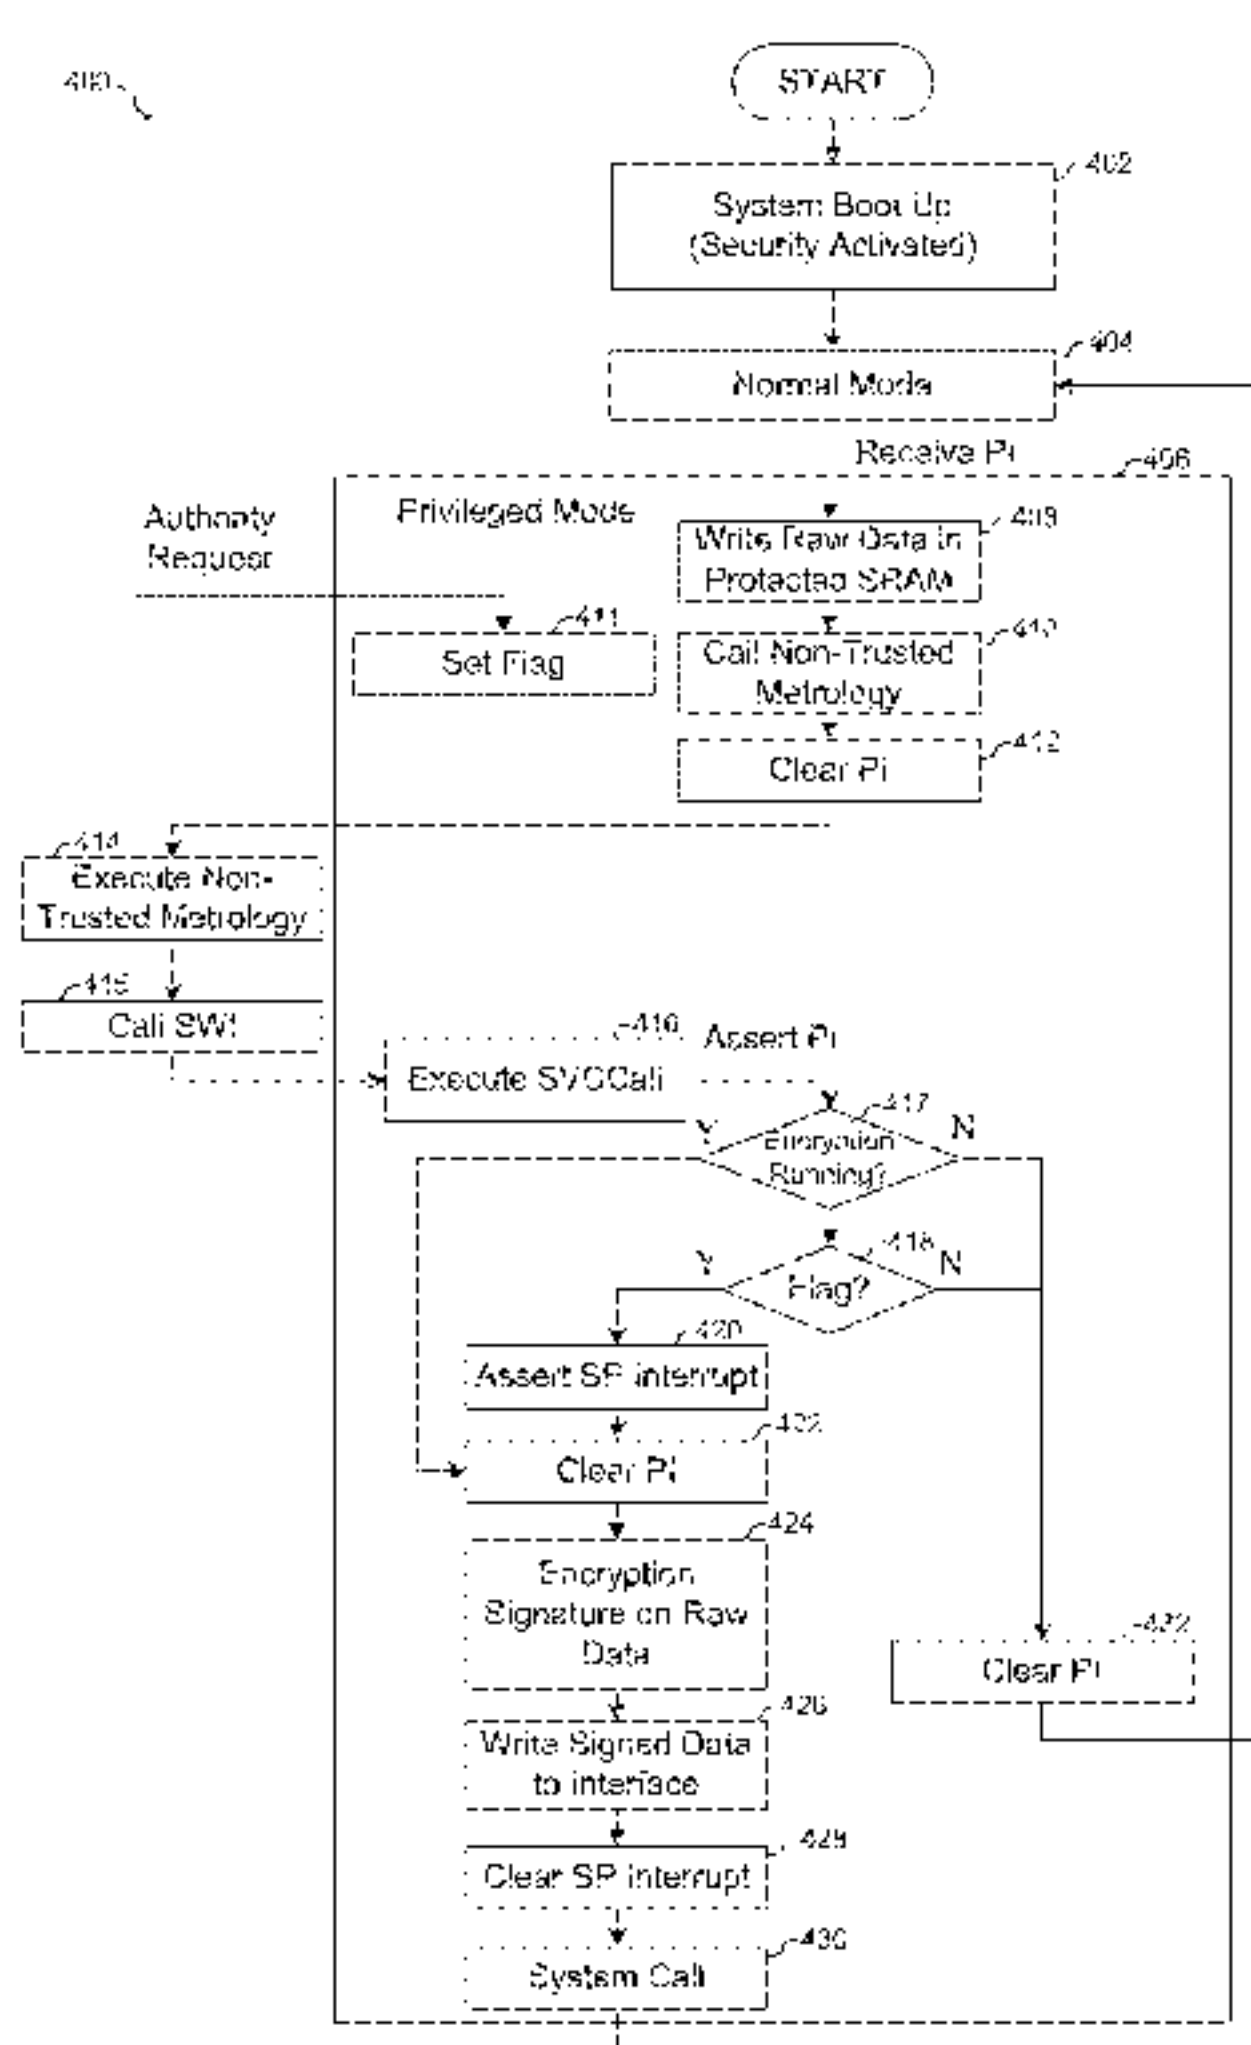 400
START
402
System Boot Up
(Security Activated)
404
Normal Mode
Receive Pi
406
Authority
Request
Privileged Mode
408
Write Raw Data in
Protected SRAM
411
Set Flag
410
Call Non-Trusted
Metrology
412
Clear Pi
414
Execute Non-
Trusted Metrology
415
Call SWI
416
Assert Pi
Execute SVCCall
417
Y
N
Encryption
Running?
418
Y
N
Flag?
420
Assert SP interrupt
Clear Pi
424
Encryption
Signature on Raw
Data
422
Clear Pi
426
Write Signed Data
to interface
428
Clear SP interrupt
430
System Call